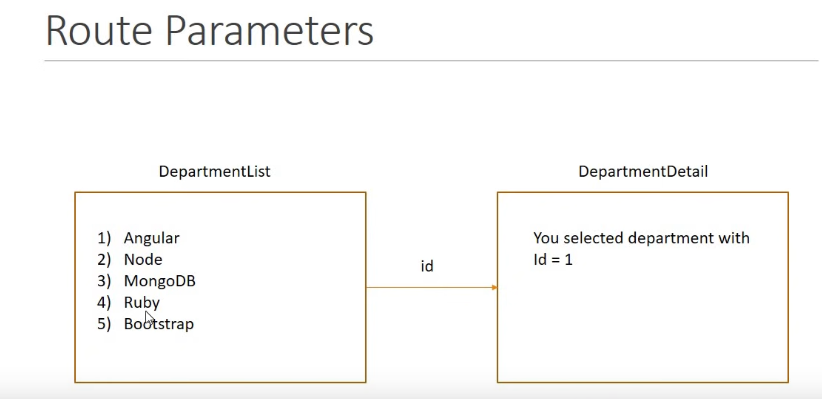 Route Parameters
DepartmentList
DepartmentDetail
1) Angular
2) Node
3) MongoDB
4) Ruby
5) Bootstrap
id
You selected department with
Id = 1